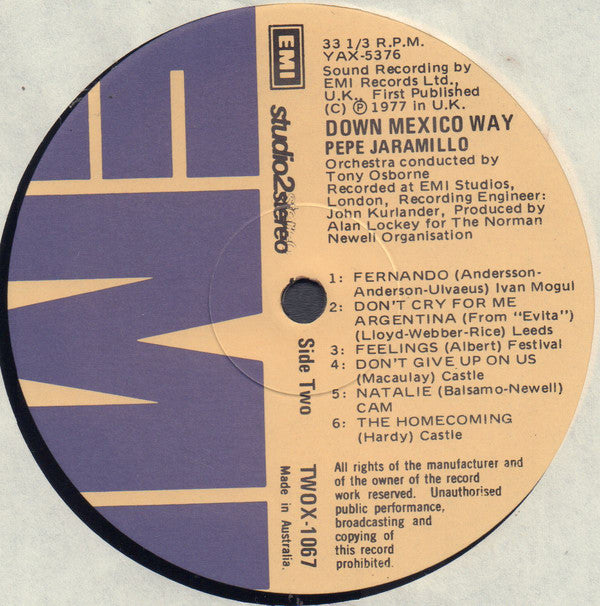 33 1/3 R.P.M.
YAX-5376
Sound Recording by
EMI Records Ltd.,
U.K., First Published
(C) Ⓟ 1977 in U.K.
DOWN MEXICO WAY
PEPE JARAMILLO
Orchestra conducted by
Tony Osborne
Recorded at EMI Studios,
London, Recording Engineer:
John Kurlander, Produced by
Alan Lockey for The Norman
Newell Organisation
1: FERNANDO (Andersson-
Anderson-Ulvaeus) Ivan Mogul
2: DON'T CRY FOR ME
ARGENTINA (From "Evita")
(Lloyd-Webber-Rice) Leeds
3: FEELINGS (Albert) Festival
4: DON'T GIVE UP ON US
(Macaulay) Castle
5: NATALIE (Balsamo-Newell)
CAM
6: THE HOMECOMING
(Hardy) Castle
All rights of the manufacturer and
of the owner of the record
work reserved. Unauthorised
public performance,
broadcasting and
copying of
this record
prohibited.
EMI
studio2stereo
Side Two
TWOX-1067
Made in Australia.
EMI